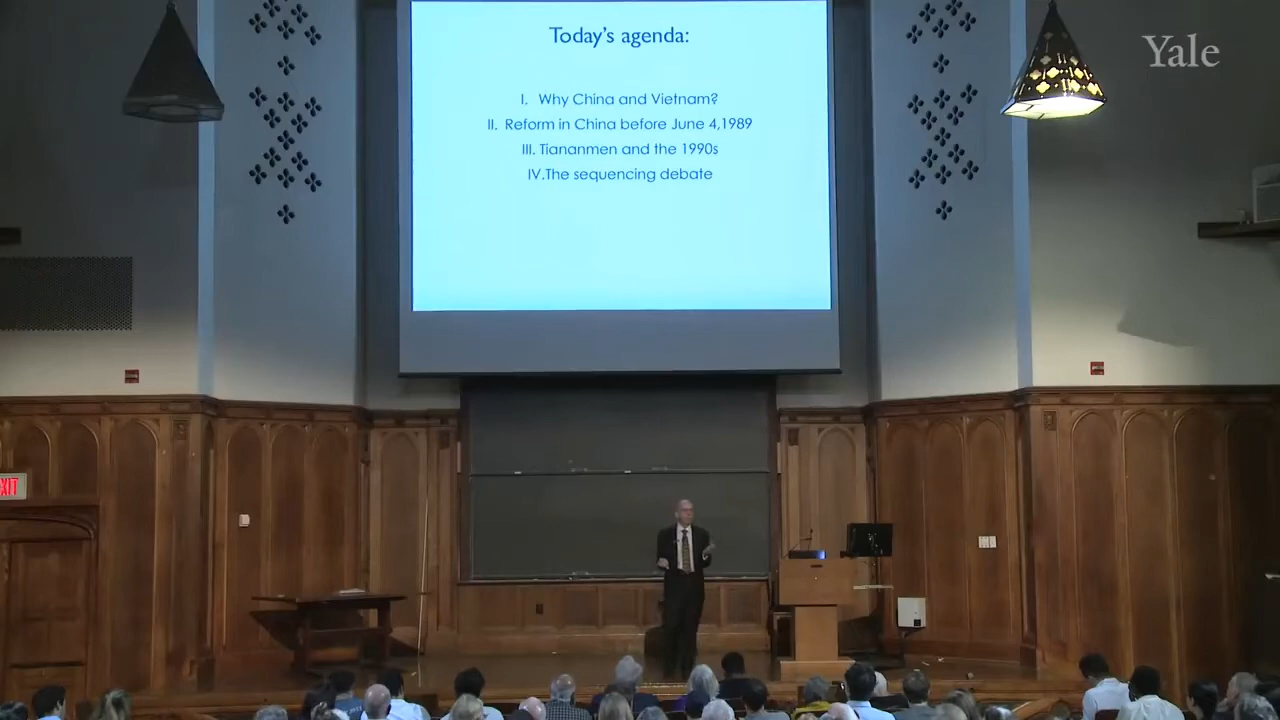 Today's agenda:
Yale
I. Why China and Vietnam?
II. Reform in China before June 4,1989
III. Tiananmen and the 1990s
IV.The sequencing debate
EXIT